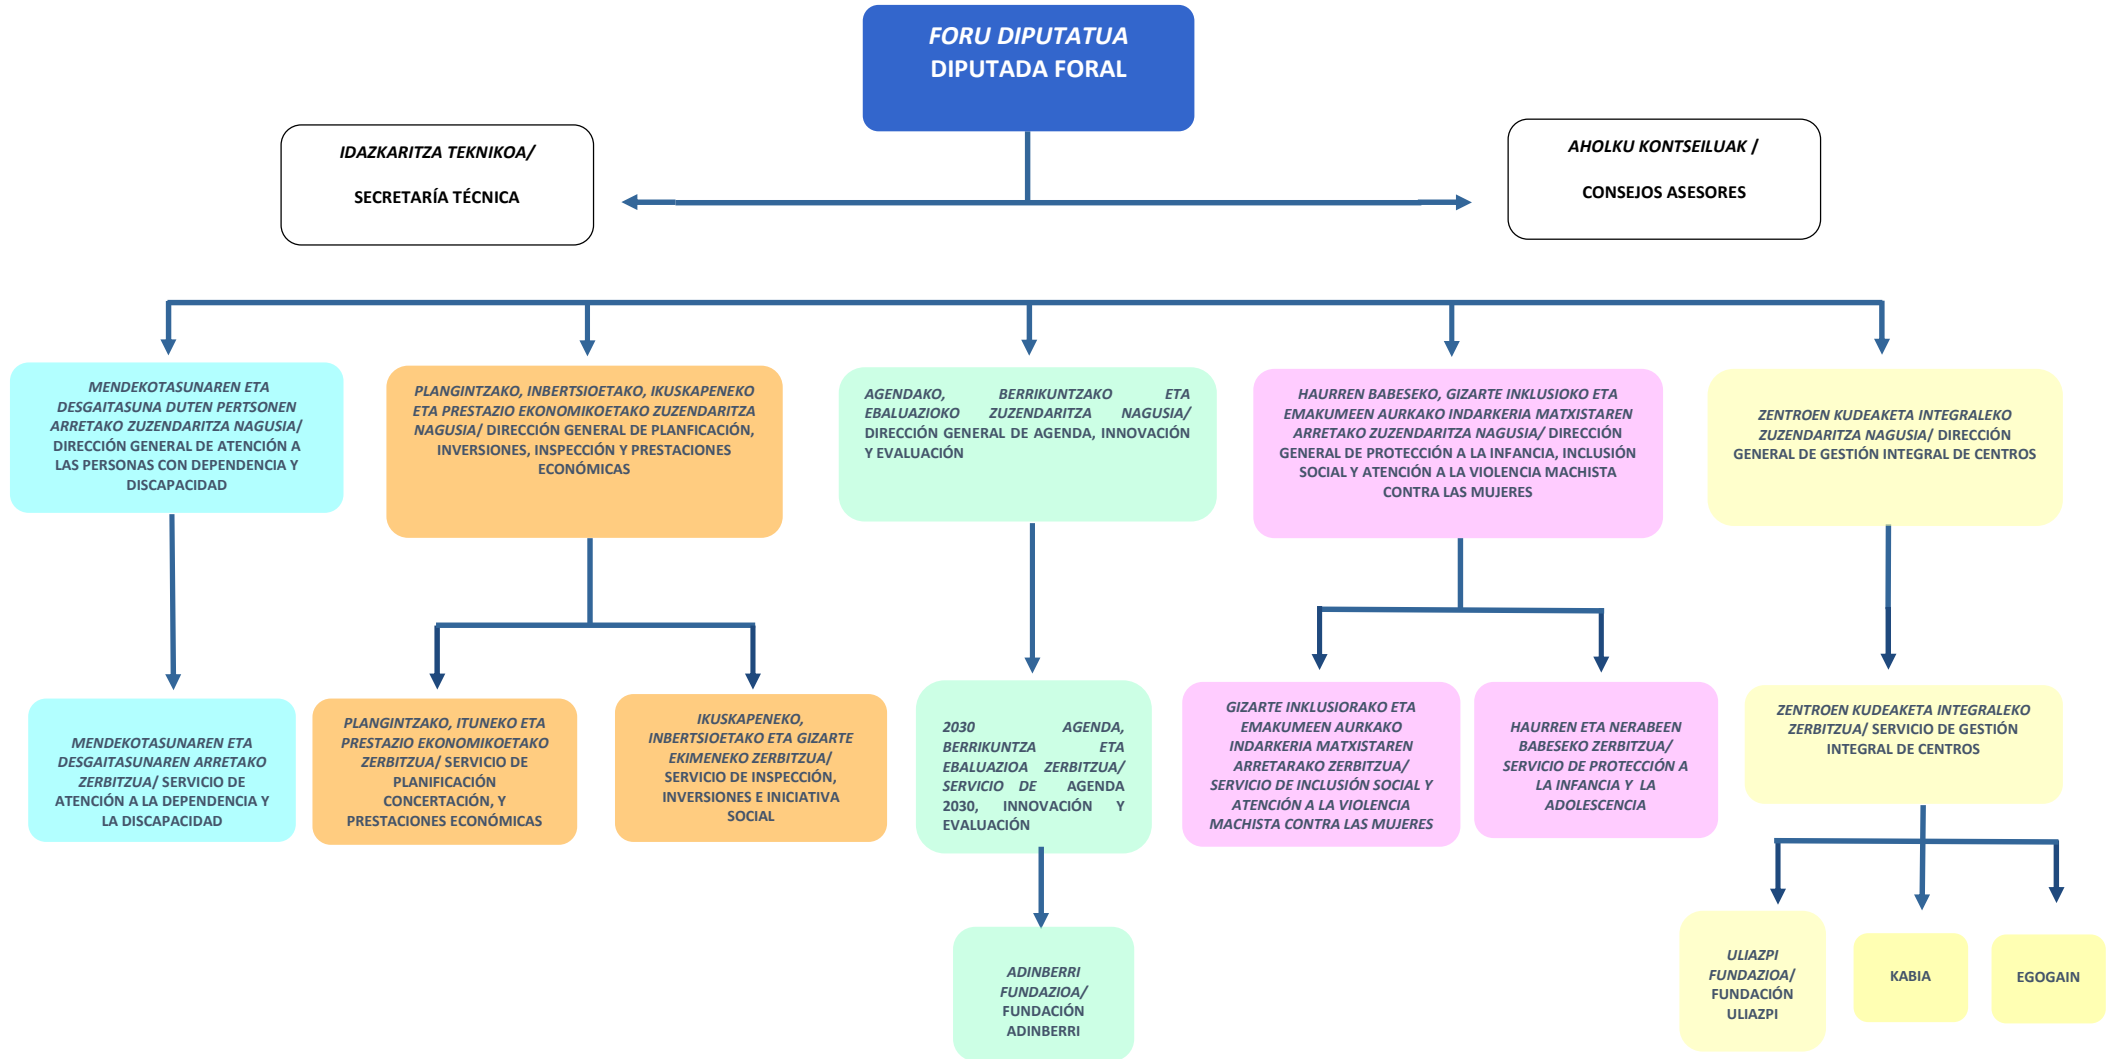 FORU DIPUTATUA
DIPUTADA FORAL
IDAZKARITZA TEKNIKOA/
SECRETARÍA TÉCNICA
AHOLKU KONTSEILUAK /
CONSEJOS ASESORES
MENDEKOTASUNAREN ETA
DESGAITASUNA DUTEN PERTSONEN
ARRETAKO ZUZENDARITZA NAGUSIA/
DIRECCIÓN GENERAL DE ATENCIÓN A
LAS PERSONAS CON DEPENDENCIA Y
DISCAPACIDAD
PLANGINTZAKO, INBERTSIOETAKO, IKUSKAPENEKO
ETA PRESTAZIO EKONOMIKOETAKO ZUZENDARITZA
NAGUSIA/ DIRECCIÓN GENERAL DE PLANFICACIÓN,
INVERSIONES, INSPECCIÓN Y PRESTACIONES
ECONÓMICAS
AGENDAKO, BERRIKUNTZAKO ETA
EBALUAZIOKO ZUZENDARITZA NAGUSIA/
DIRECCIÓN GENERAL DE AGENDA, INNOVACIÓN
Y EVALUACIÓN
HAURREN BABESEKO, GIZARTE INKLUSIOKO ETA
EMAKUMEEN AURKAKO INDARKERIA MATXISTAREN
ARRETAKO ZUZENDARITZA NAGUSIA/ DIRECCIÓN
GENERAL DE PROTECCIÓN A LA INFANCIA, INCLUSIÓN
SOCIAL Y ATENCIÓN A LA VIOLENCIA MACHISTA
CONTRA LAS MUJERES
ZENTROEN KUDEAKETA INTEGRALEKO
ZUZENDARITZA NAGUSIA/ DIRECCIÓN
GENERAL DE GESTIÓN INTEGRAL DE CENTROS
MENDEKOTASUNAREN ETA
DESGAITASUNAREN ARRETAKO
ZERBITZUA/ SERVICIO DE
ATENCIÓN A LA DEPENDENCIA Y
LA DISCAPACIDAD
PLANGINTZAKO, ITUNEKO ETA
PRESTAZIO EKONOMIKOETAKO
ZERBITZUA/ SERVICIO DE
PLANIFICACIÓN
CONCERTACIÓN, Y
PRESTACIONES ECONÓMICAS
IKUSKAPENEKO,
INBERTSIOETAKO ETA GIZARTE
EKIMENEKO ZERBITZUA/
SERVICIO DE INSPECCIÓN,
INVERSIONES E INICIATIVA
SOCIAL
2030 AGENDA,
BERRIKUNTZA ETA
EBALUAZIOA ZERBITZUA/
SERVICIO DE AGENDA
2030, INNOVACIÓN Y
EVALUACIÓN
GIZARTE INKLUSIORAKO ETA
EMAKUMEEN AURKAKO
INDARKERIA MATXISTAREN
ARRETARAKO ZERBITZUA/
SERVICIO DE INCLUSIÓN SOCIAL Y
ATENCIÓN A LA VIOLENCIA
MACHISTA CONTRA LAS MUJERES
HAURREN ETA NERABEEN
BABESEKO ZERBITZUA/
SERVICIO DE PROTECCIÓN A
LA INFANCIA Y LA
ADOLESCENCIA
ZENTROEN KUDEAKETA INTEGRALEKO
ZERBITZUA/ SERVICIO DE GESTIÓN
INTEGRAL DE CENTROS
ADINBERRI
FUNDAZIOA/
FUNDACIÓN
ADINBERRI
ULIAZPI
FUNDAZIOA/
FUNDACIÓN
ULIAZPI
KABIA
EGOGAIN